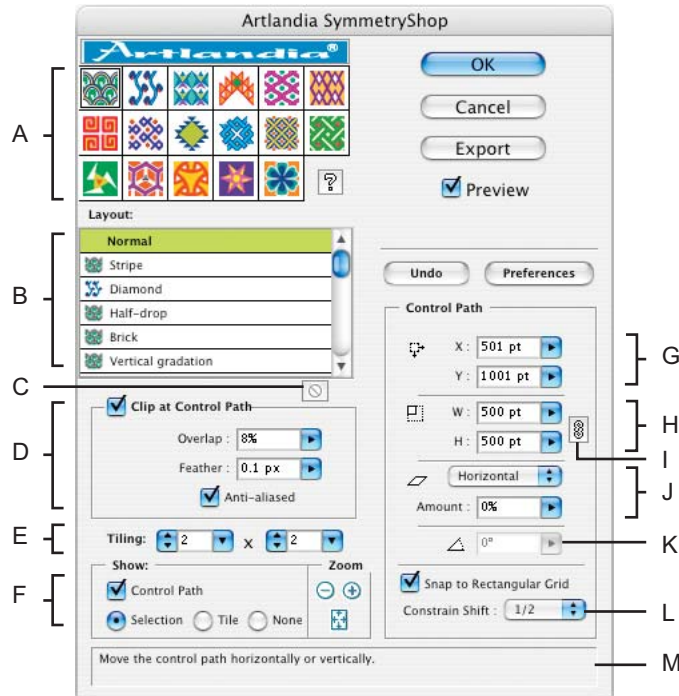 Artlandia SymmetryShop
Artlandia®
OK
Cancel
Export
Preview
A
?
Layout:
Normal
Stripe
Diamond
Half-drop
Brick
Vertical gradation
B
Undo
Preferences
Control Path
X : 501 pt
Y : 1001 pt
G
W : 500 pt
H : 500 pt
H
I
Horizontal
Amount : 0%
J
0°
K
Snap to Rectangular Grid
Constrain Shift : 1/2
L
C
Clip at Control Path
Overlap : 8%
Feather : 0.1 px
Anti-aliased
D
E
Tiling: 2 x 2
Show:
Zoom
Control Path
Selection Tile None
F
Move the control path horizontally or vertically.
M